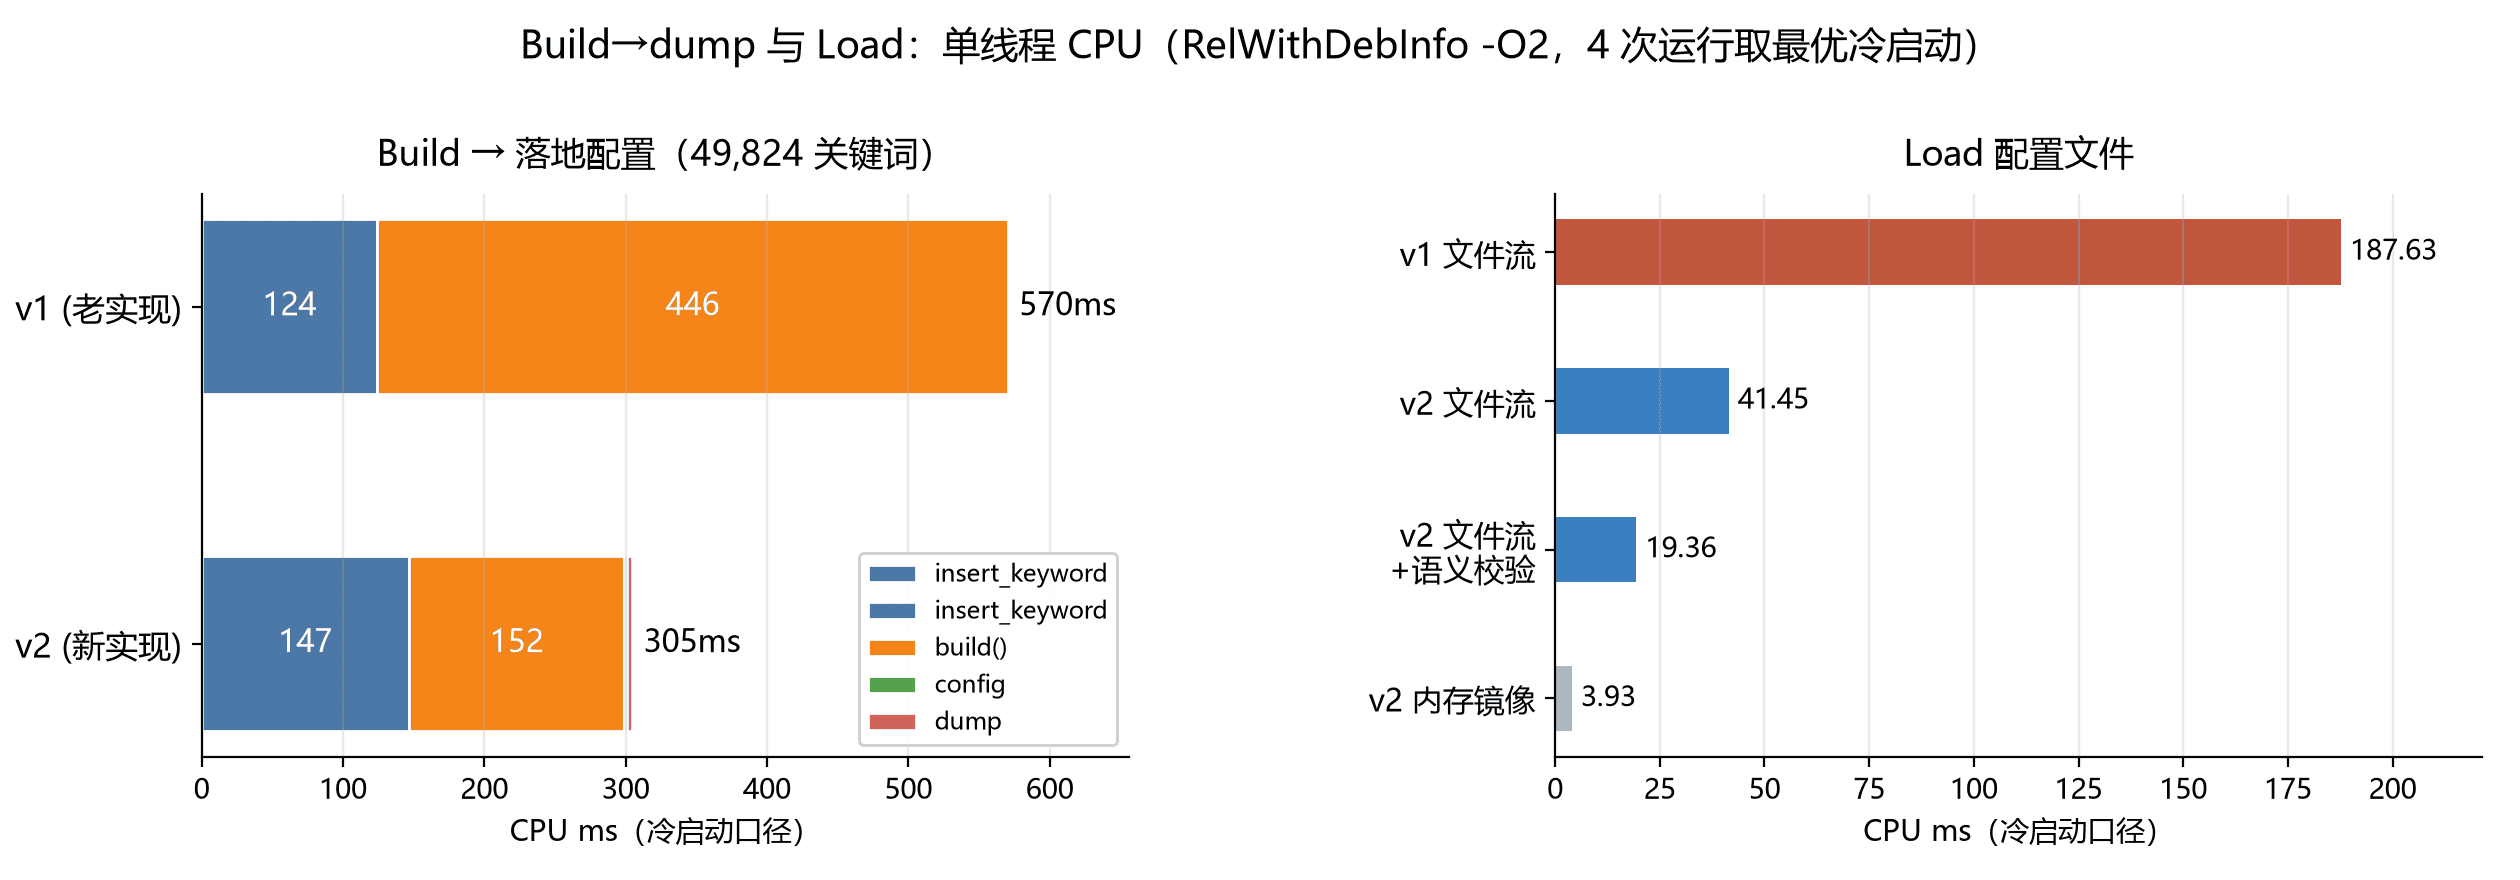 Build→dump 与 Load：单线程 CPU（RelWithDebInfo -O2，4 次运行取最优冷启动）
Build → 落地配置（49,824 关键词）
v1 (老实现)
124
446
570ms
v2 (新实现)
147
152
305ms
insert_keyword
insert_keyword
build()
config
dump
0 100 200 300 400 500 600
CPU ms（冷启动口径）
Load 配置文件
v1 文件流
187.63
v2 文件流
41.45
v2 文件流
+语义校验
19.36
v2 内存镜像
3.93
0 25 50 75 100 125 150 175 200
CPU ms（冷启动口径）